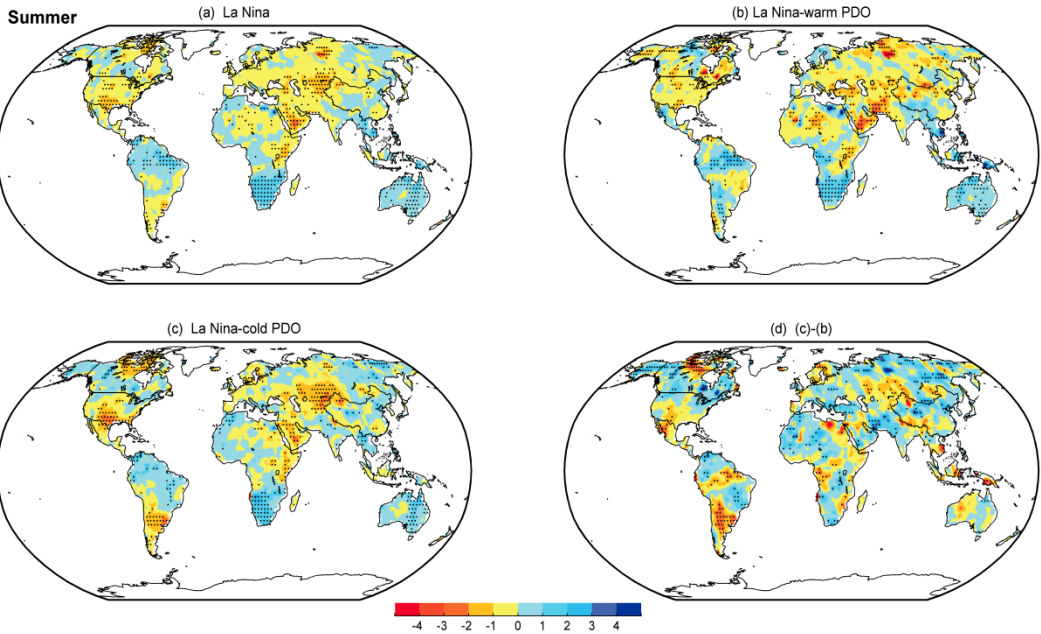 Summer
(a) La Nina
(b) La Nina-warm PDO
(c) La Nina-cold PDO
(d) (c)-(b)
-4 -3 -2 -1 0 1 2 3 4